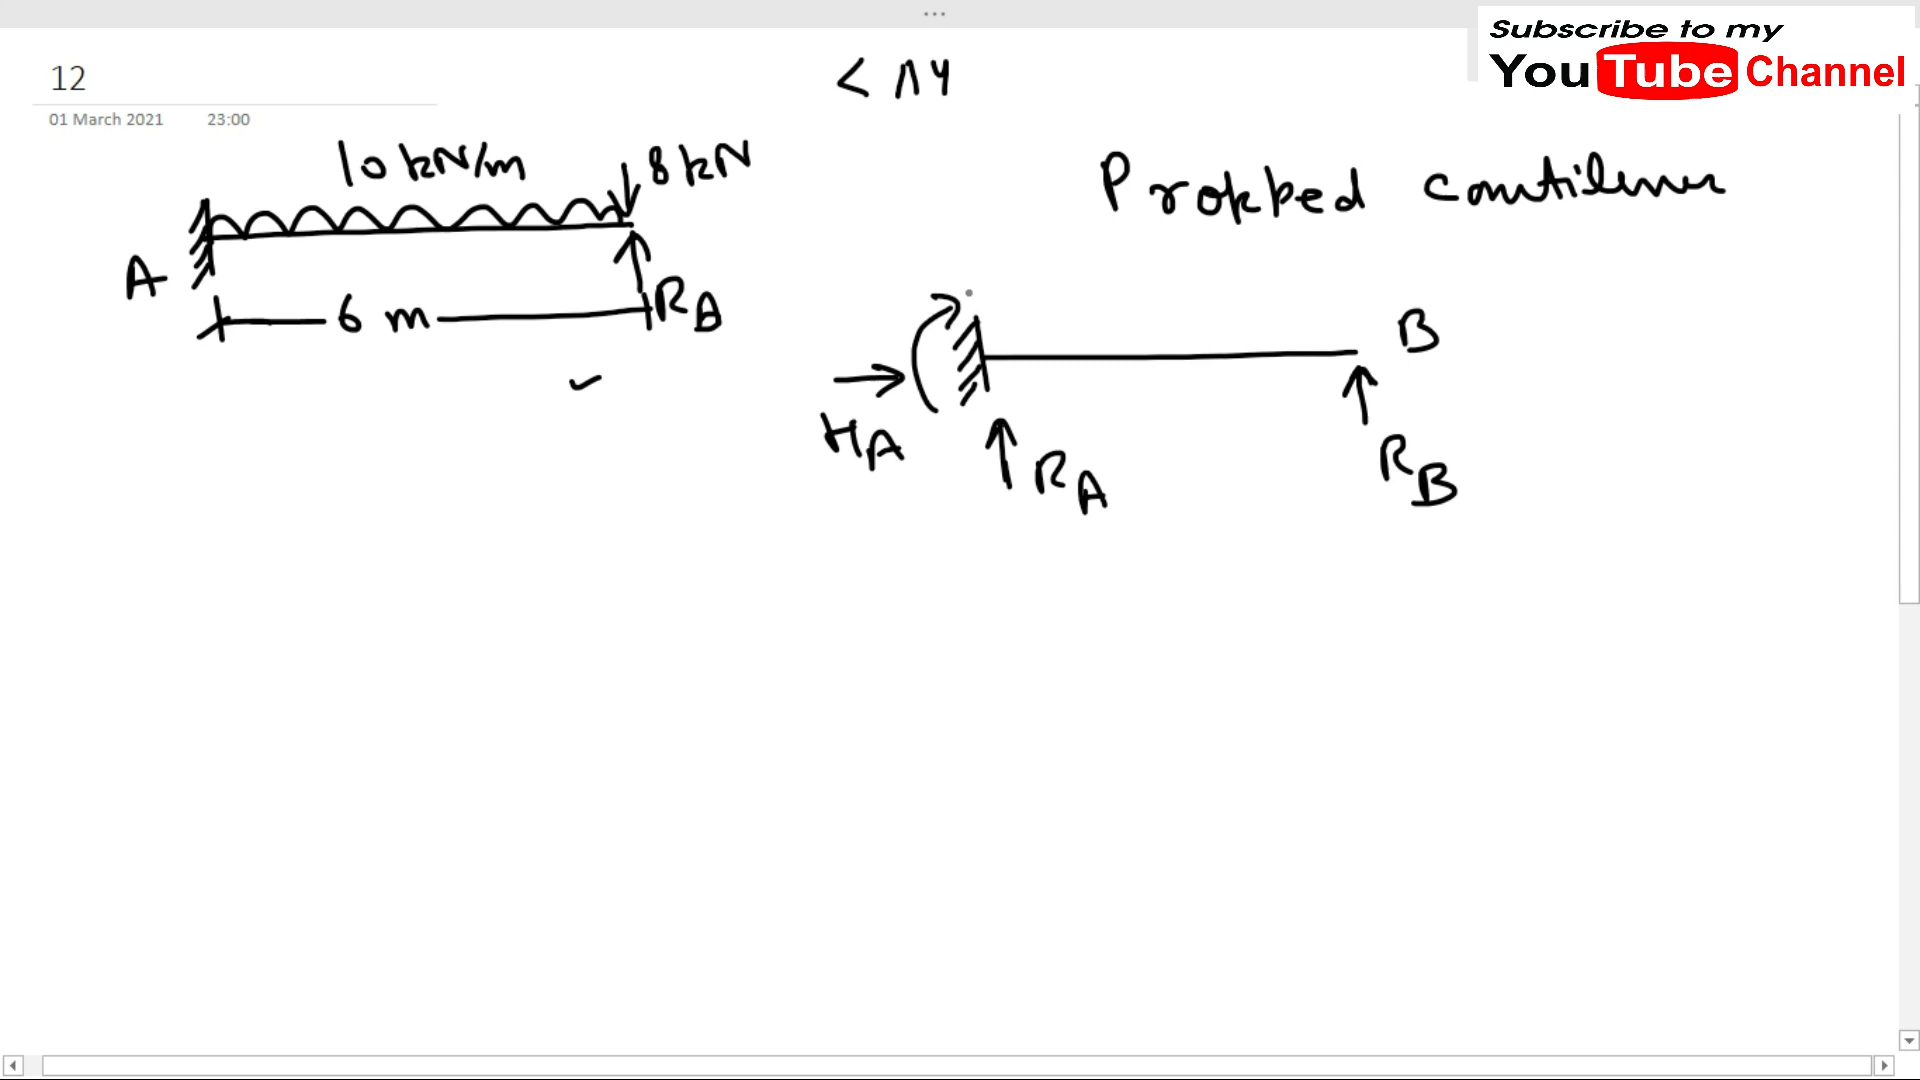 Subscribe to my
YouTube Channel
12
01 March 2021 23:00
10 kN/m
8 kN
Propped cantilever
A
6 m
RB
B
HA
RA
RB